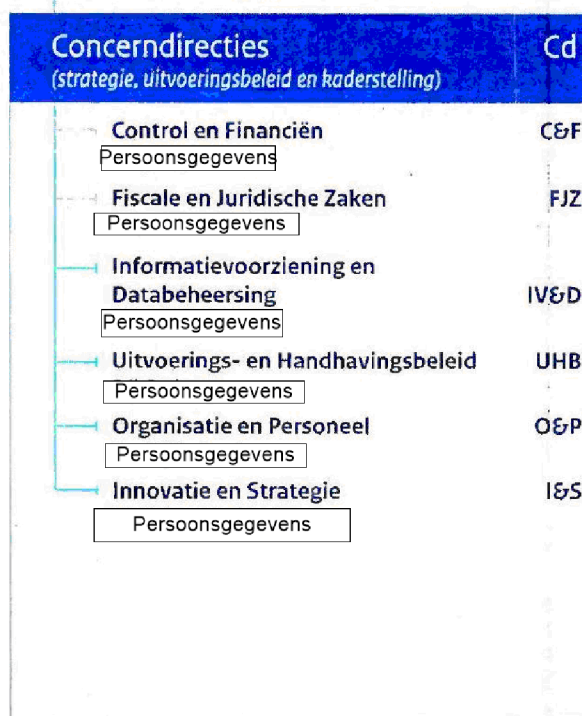 Concerndirecties Cd
(strategie, uitvoeringsbeleid en kaderstelling)
Control en Financiën C&F
Persoonsgegevens
Fiscale en Juridische Zaken FJZ
Persoonsgegevens
Informatievoorziening en
Databeheersing IV&D
Persoonsgegevens
Uitvoerings- en Handhavingsbeleid UHB
Persoonsgegevens
Organisatie en Personeel O&P
Persoonsgegevens
Innovatie en Strategie I&S
Persoonsgegevens